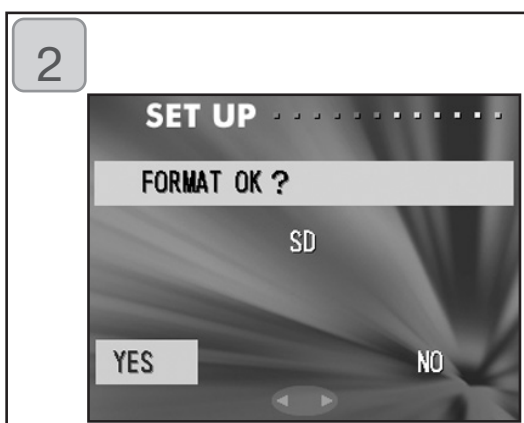 2
SET UP
FORMAT OK ?
SD
YES NO